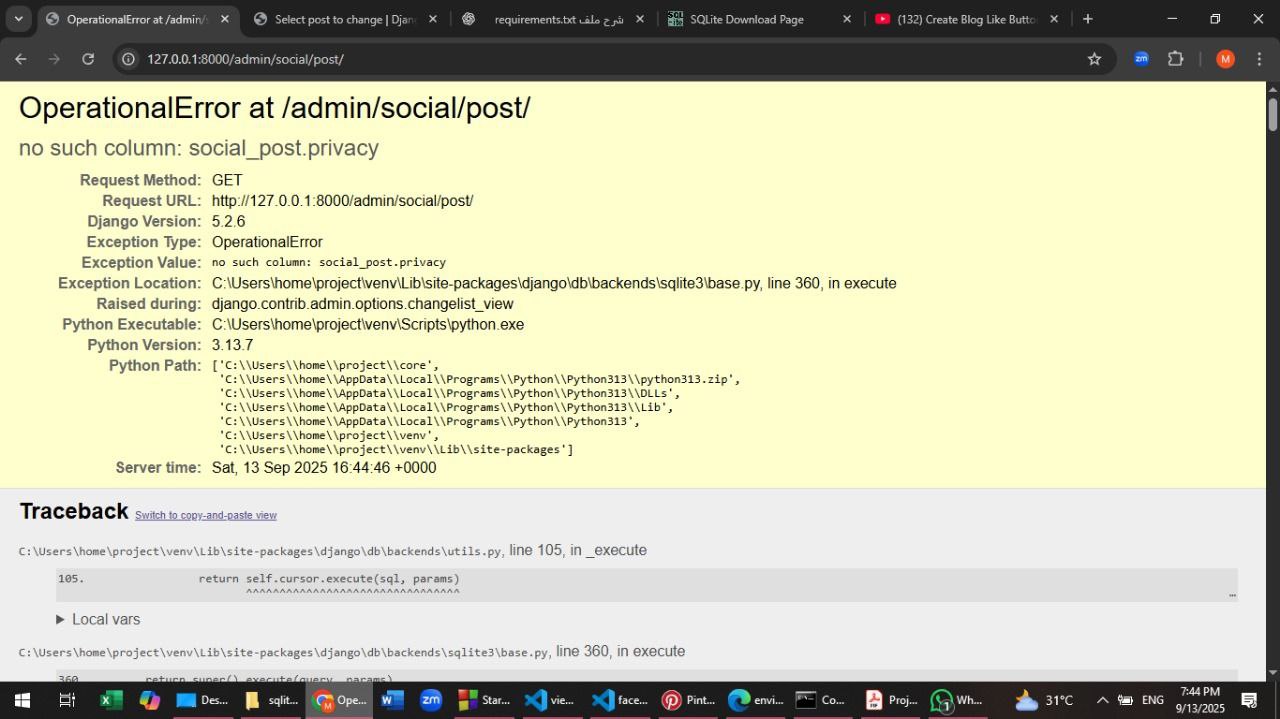 OperationalError at /admin/s
Select post to change | Djan
شرح ملف requirements.txt
SQLite Download Page
(132) Create Blog Like Butto
127.0.0.1:8000/admin/social/post/
zm
M
OperationalError at /admin/social/post/
no such column: social_post.privacy
Request Method: GET
Request URL: http://127.0.0.1:8000/admin/social/post/
Django Version: 5.2.6
Exception Type: OperationalError
Exception Value: no such column: social_post.privacy
Exception Location: C:\Users\home\project\venv\Lib\site-packages\django\db\backends\sqlite3\base.py, line 360, in execute
Raised during: django.contrib.admin.options.changelist_view
Python Executable: C:\Users\home\project\venv\Scripts\python.exe
Python Version: 3.13.7
Python Path: ['C:\\Users\\home\\project\\core',
'C:\\Users\\home\\AppData\\Local\\Programs\\Python\\Python313\\python313.zip',
'C:\\Users\\home\\AppData\\Local\\Programs\\Python\\Python313\\DLLs',
'C:\\Users\\home\\AppData\\Local\\Programs\\Python\\Python313\\Lib',
'C:\\Users\\home\\AppData\\Local\\Programs\\Python\\Python313',
'C:\\Users\\home\\project\\venv',
'C:\\Users\\home\\project\\venv\\Lib\\site-packages']
Server time: Sat, 13 Sep 2025 16:44:46 +0000
Traceback Switch to copy-and-paste view
C:\Users\home\project\venv\Lib\site-packages\django\db\backends\utils.py, line 105, in _execute
105. return self.cursor.execute(sql, params)
^^^^^^^^^^^^^^^^^^^^^^^^^^^^^^^^
…
Local vars
C:\Users\home\project\venv\Lib\site-packages\django\db\backends\sqlite3\base.py, line 360, in execute
360. return super().execute(query, params)
Des... sqlit... Ope... zm Star... vie... face... Pint... envi... Co... Proj... 1 Wh... 31°C ENG 7:44 PM
9/13/2025